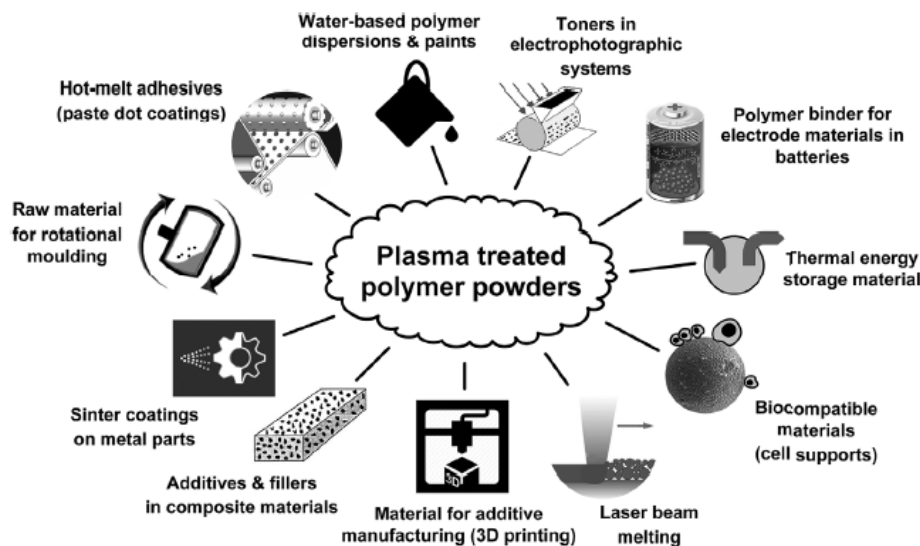 Water-based polymer
dispersions & paints
Toners in
electrophotographic
systems
Hot-melt adhesives
(paste dot coatings)
Polymer binder for
electrode materials in
batteries
Raw material
for rotational
moulding
Plasma treated
polymer powders
Thermal energy
storage material
Sinter coatings
on metal parts
Biocompatible
materials
(cell supports)
Additives & fillers
in composite materials
3D
Material for additive
manufacturing (3D printing)
Laser beam
melting